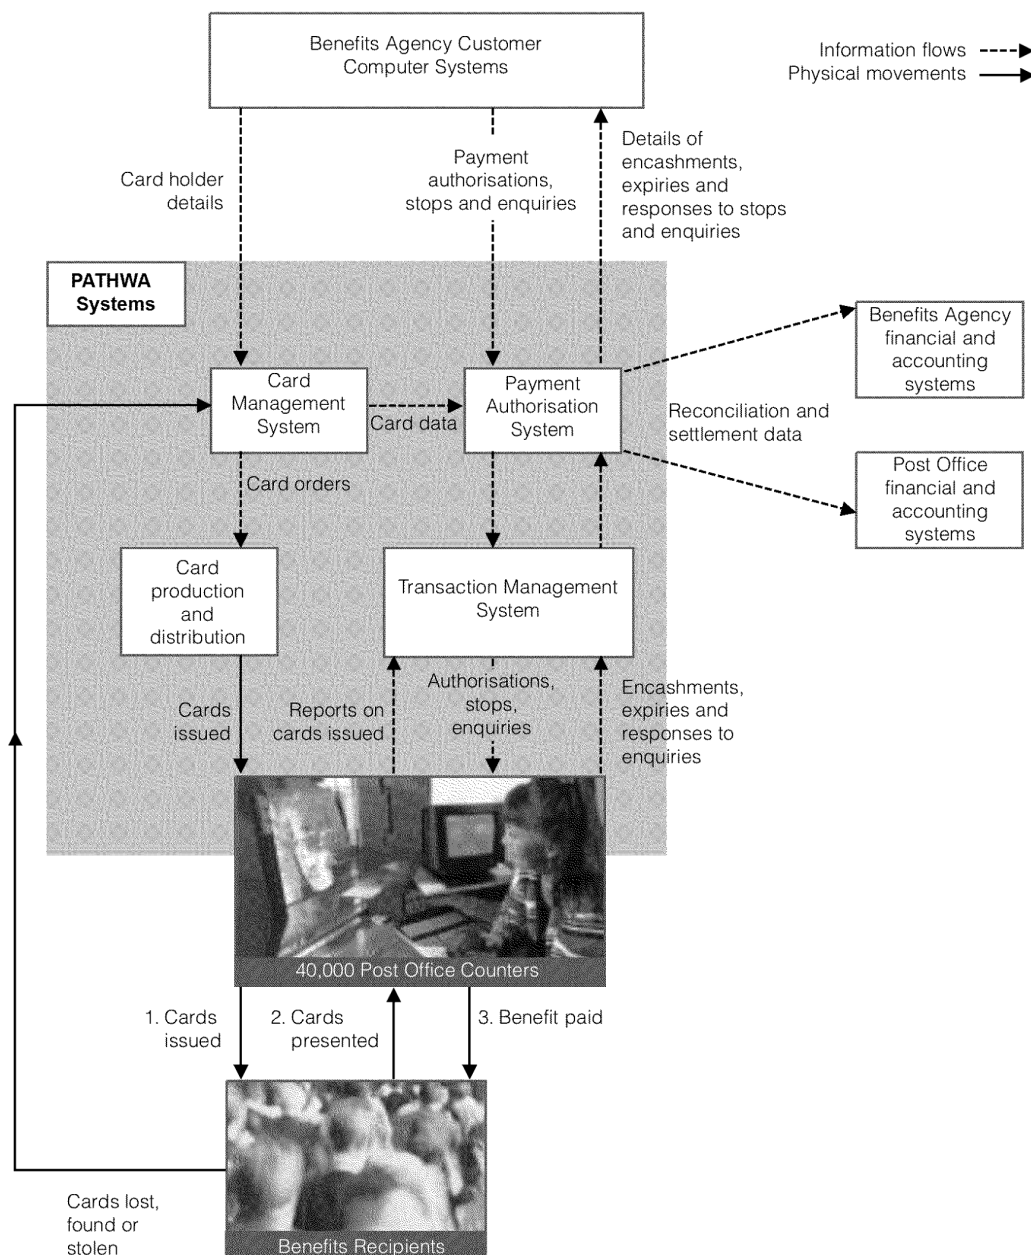 Benefits Agency Customer
Computer Systems
Information flows
Physical movements
Card holder
details
Payment
authorisations,
stops and enquiries
Details of
encashments,
expiries and
responses to stops
and enquiries
PATHWA
Systems
Card
Management
System
Card data
Payment
Authorisation
System
Benefits Agency
financial and
accounting
systems
Reconciliation and
settlement data
Post Office
financial and
accounting
systems
Card orders
Card
production
and
distribution
Transaction Management
System
Cards
issued
Reports on
cards issued
Authorisations,
stops,
enquiries
Encashments,
expiries and
responses to
enquiries
40,000 Post Office Counters
1. Cards
issued
2. Cards
presented
3. Benefit paid
Cards lost,
found or
stolen
Benefits Recipients